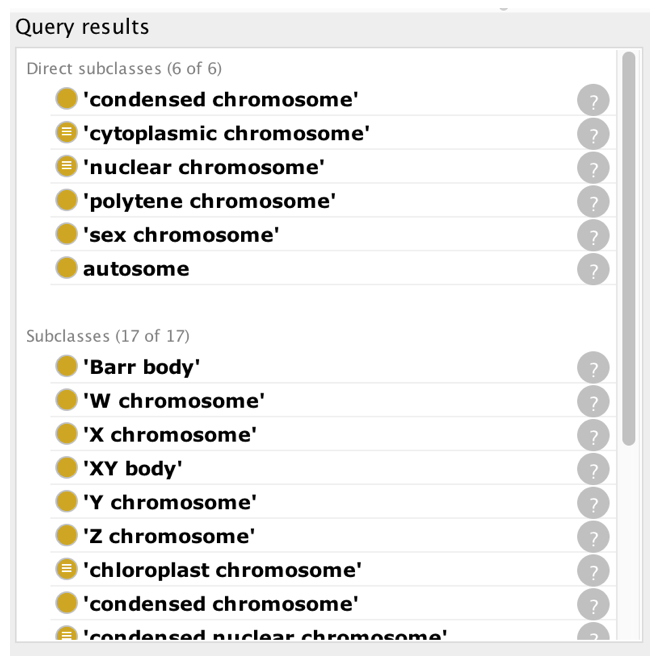 Query results
Direct subclasses (6 of 6)
'condensed chromosome' ?
'cytoplasmic chromosome' ?
'nuclear chromosome' ?
'polytene chromosome' ?
'sex chromosome' ?
autosome ?
Subclasses (17 of 17)
'Barr body' ?
'W chromosome' ?
'X chromosome' ?
'XY body' ?
'Y chromosome' ?
'Z chromosome' ?
'chloroplast chromosome' ?
'condensed chromosome' ?
'condensed nuclear chromosome' ?